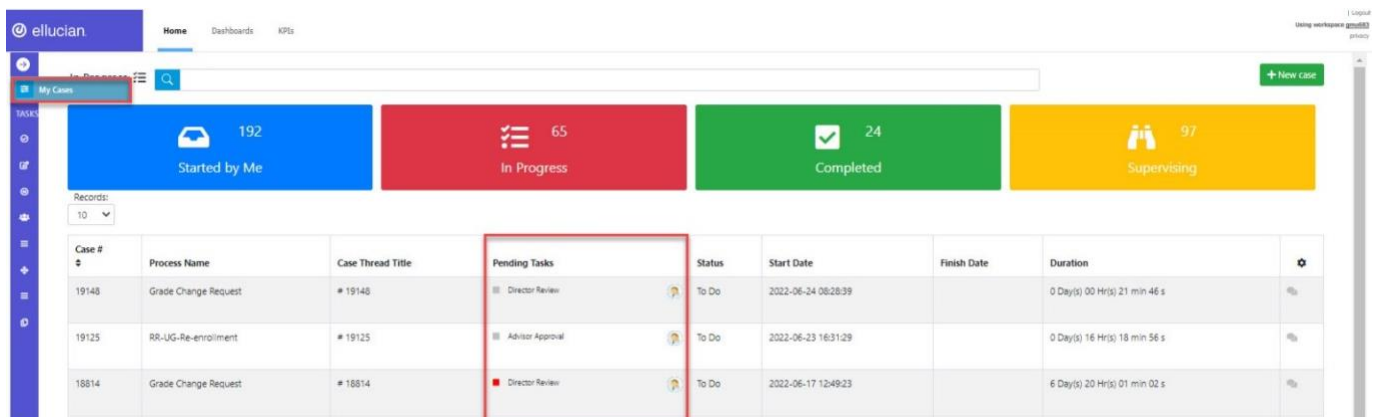 ellucian.
Home Dashboards KPIs
| Logout
Using workspace gmu683
privacy
My Cases
+ New case
TASKS
192
Started by Me
65
In Progress
24
Completed
97
Supervising
Records:
10
Case # Process Name Case Thread Title Pending Tasks Status Start Date Finish Date Duration
19148 Grade Change Request # 19148 Director Review To Do 2022-06-24 08:28:39 0 Day(s) 00 Hr(s) 21 min 46 s
19125 RR-UG-Re-enrollment # 19125 Advisor Approval To Do 2022-06-23 16:31:29 0 Day(s) 16 Hr(s) 18 min 56 s
18814 Grade Change Request # 18814 Director Review To Do 2022-06-17 12:49:23 6 Day(s) 20 Hr(s) 01 min 02 s